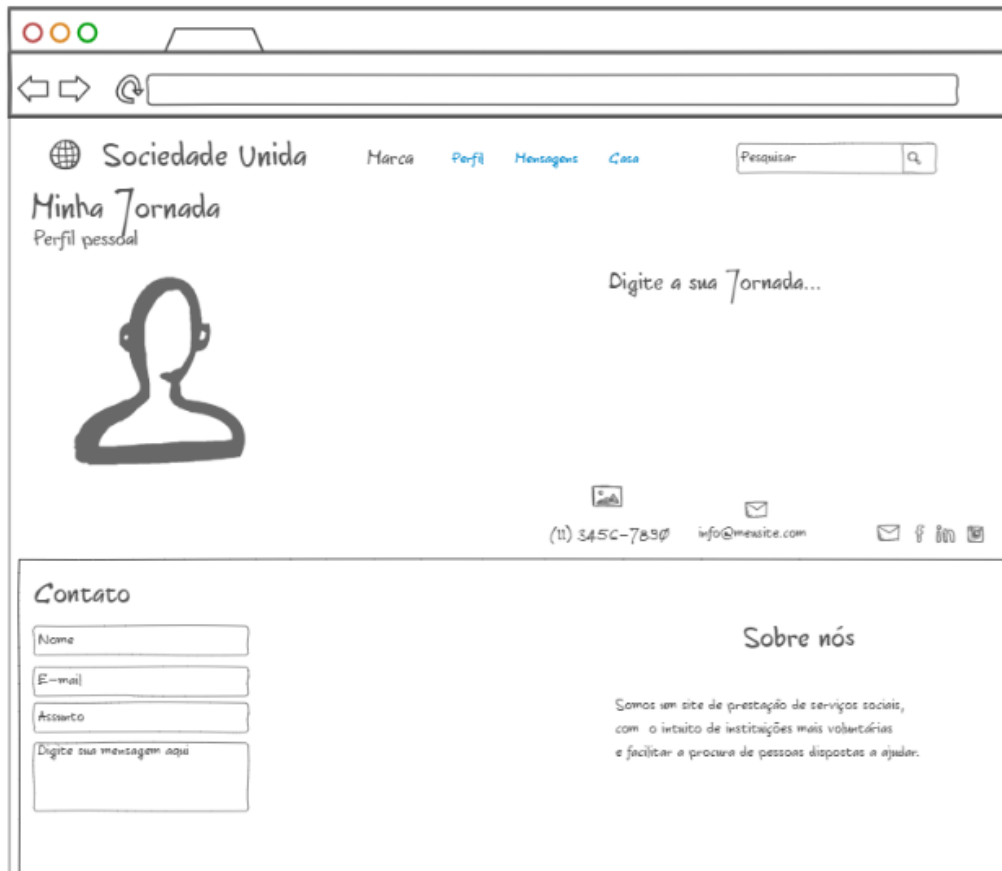 Sociedade Unida Marca Perfil Mensagens Casa Pesquisar
Minha Jornada
Perfil pessoal
Digite a sua Jornada...
(11) 3456-7890 info@meusite.com
Contato
Nome
E-mail
Assunto
Digite sua mensagem aqui
Sobre nós
Somos um site de prestação de serviços sociais,
com o intuito de instituições mais voluntárias
e facilitar a procura de pessoas dispostas a ajudar.